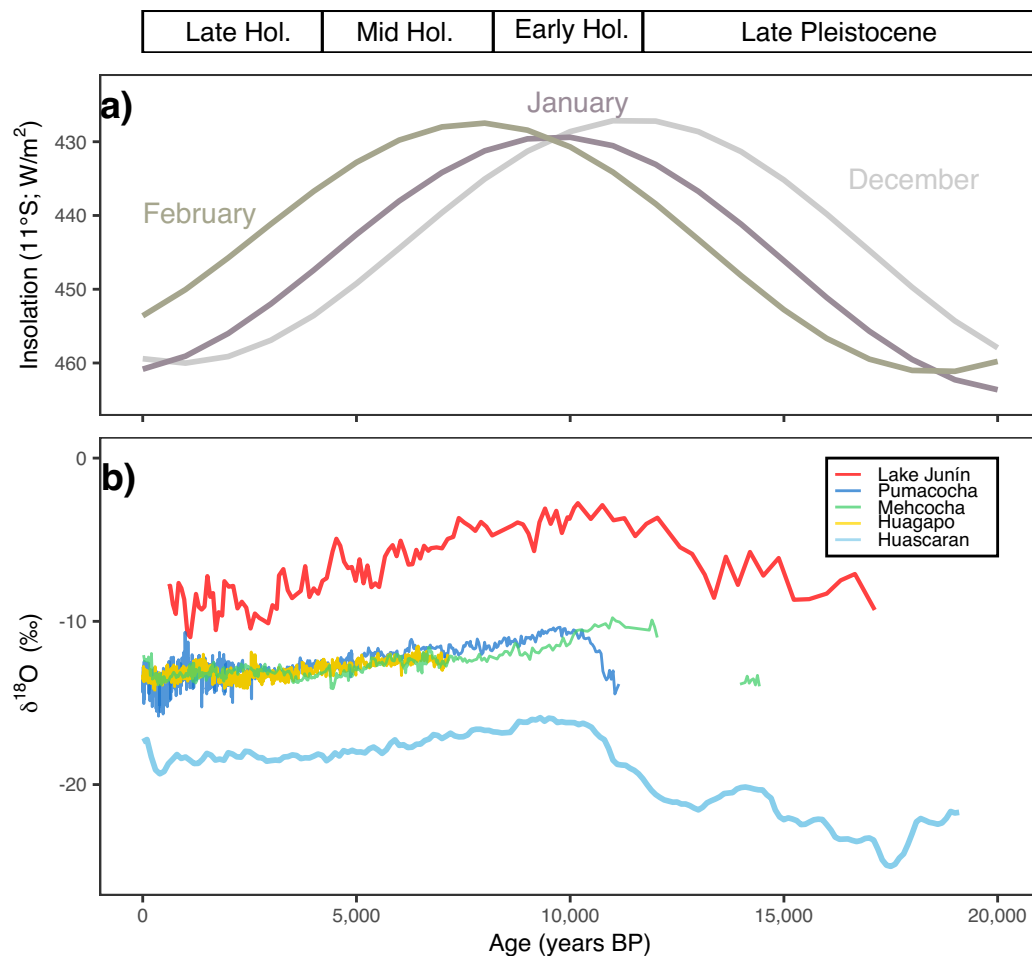 Late Hol. Mid Hol. Early Hol. Late Pleistocene
a)
January
December
February
Insolation (11°S; W/m²)
430
440
450
460
b)
Lake Junín
Pumacocha
Mehcocha
Huagapo
Huascaran
δ¹⁸O (‰)
0
-10
-20
0 5,000 10,000 15,000 20,000
Age (years BP)